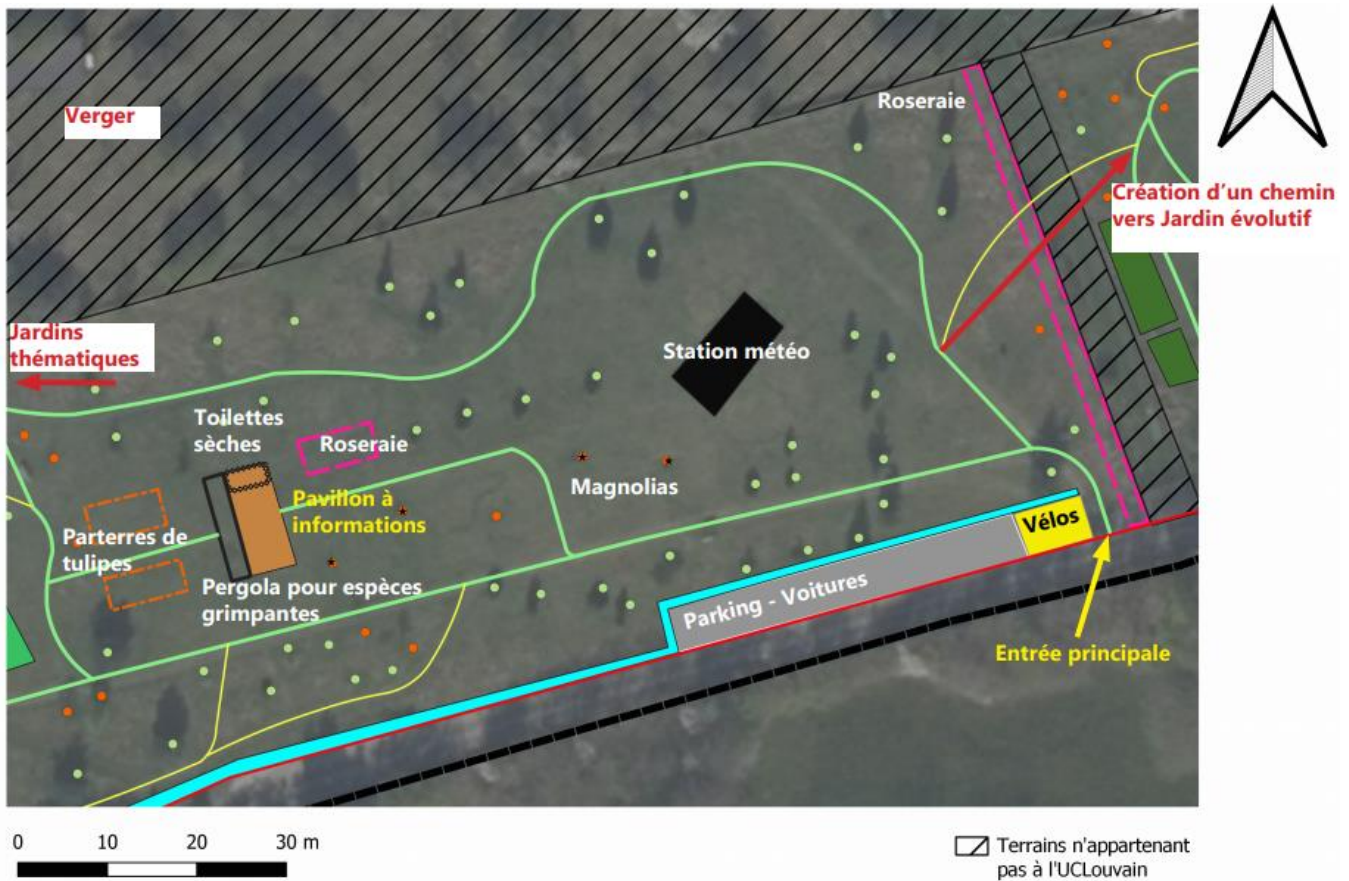 Verger
Roseraie
Création d'un chemin
vers Jardin évolutif
Jardins
thématiques
Station météo
Toilettes
sèches
Roseraie
Magnolias
Pavillon à
informations
Parterres de
tulipes
Vélos
Pergola pour espèces
grimpantes
Parking - Voitures
Entrée principale
0 10 20 30 m
Terrains n'appartenant
pas à l'UCLouvain